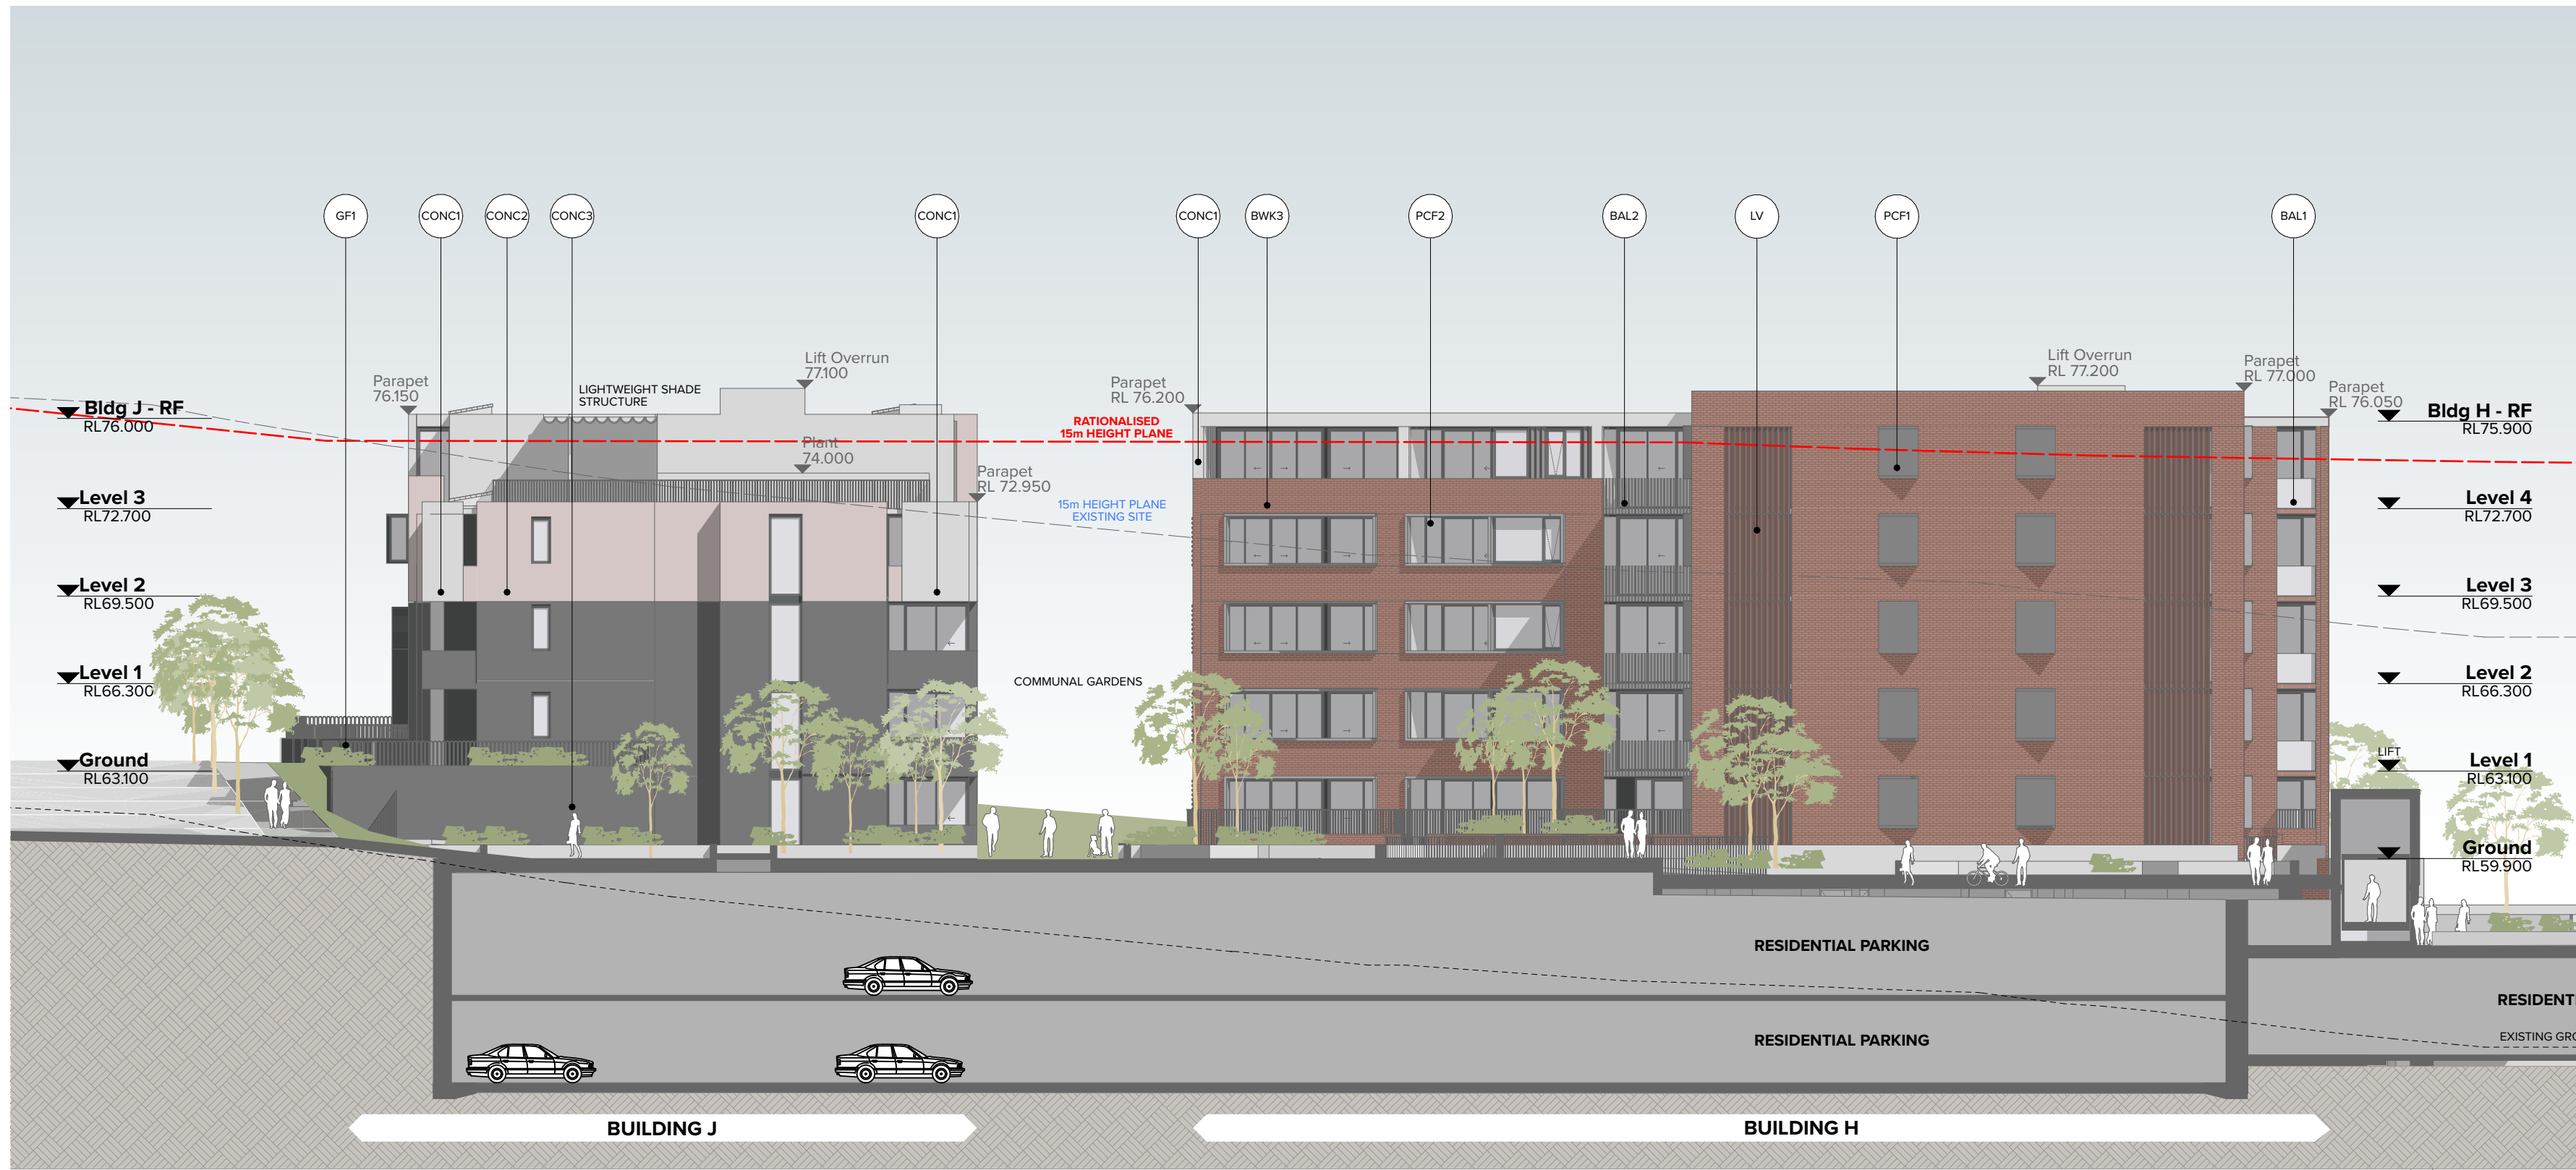 GF1
CONC1
CONC2
CONC3
CONC1
CONC1
BWK3
PCF2
BAL2
LV
PCF1
BAL1
Lift Overrun
77.100
Lift Overrun
RL 77.200
Parapet
76.150
LIGHTWEIGHT SHADE
STRUCTURE
Parapet
RL 76.200
Parapet
RL 77.000
Parapet
RL 76.050
Bldg J - RF
RL76.000
RATIONALISED
15m HEIGHT PLANE
Bldg H - RF
RL75.900
Plant
74.000
Parapet
RL 72.950
Level 3
RL72.700
15m HEIGHT PLANE
EXISTING SITE
Level 4
RL72.700
Level 2
RL69.500
Level 3
RL69.500
Level 1
RL66.300
COMMUNAL GARDENS
Level 2
RL66.300
Ground
RL63.100
LIFT
Level 1
RL63.100
Ground
RL59.900
RESIDENTIAL PARKING
RESIDENTIAL PARKING
RESIDENTI
EXISTING GRO
BUILDING J
BUILDING H